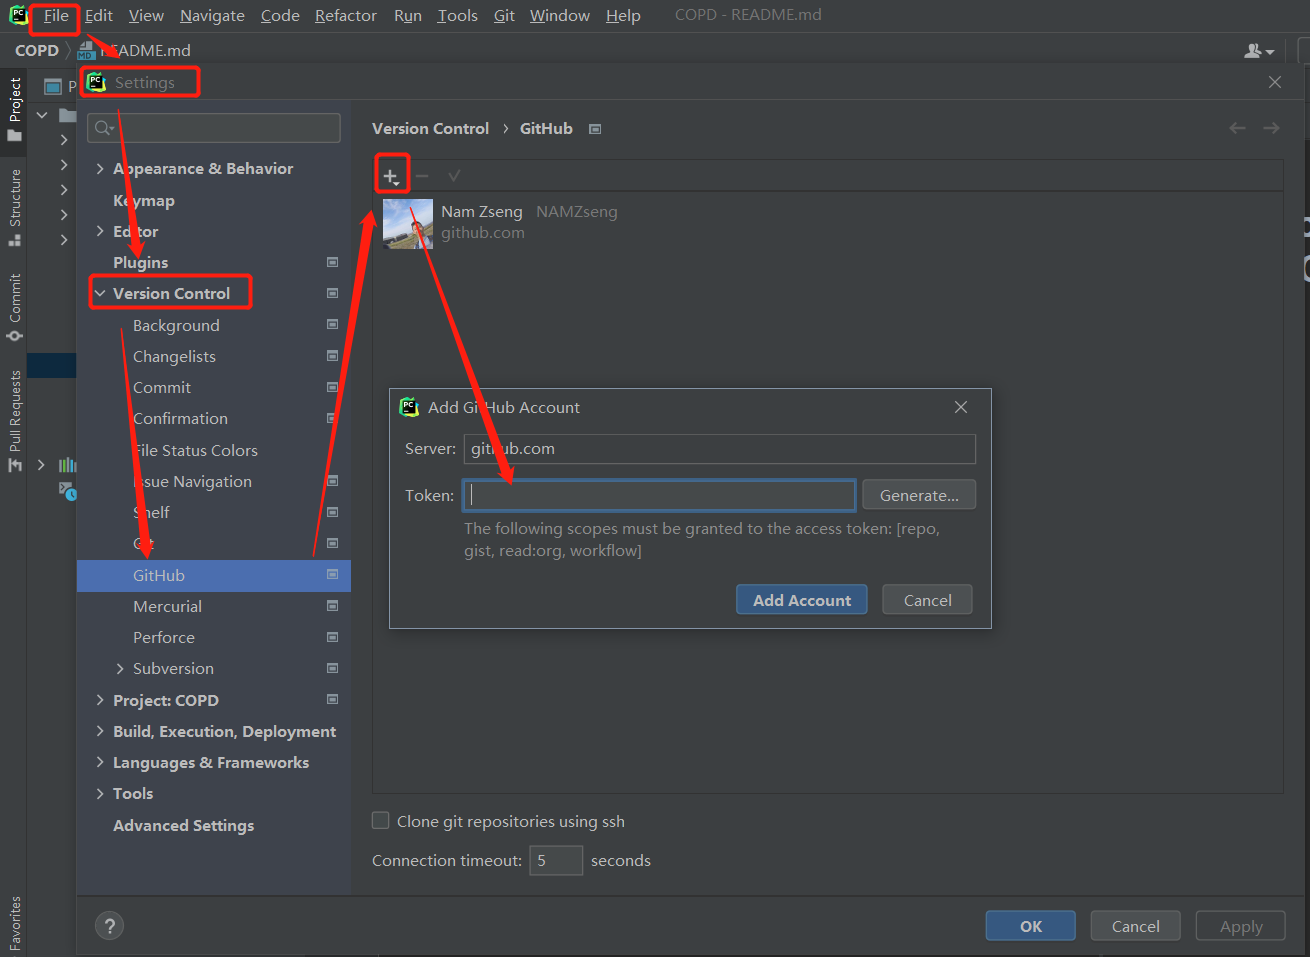 File Edit View Navigate Code Refactor Run Tools Git Window Help COPD - README.md
COPD README.md
Project
Structure
Commit
Pull Requests
Favorites
P
Settings
Appearance & Behavior
Keymap
Editor
Plugins
Version Control
Background
Changelists
Commit
Confirmation
File Status Colors
Issue Navigation
Shelf
Git
GitHub
Mercurial
Perforce
Subversion
Project: COPD
Build, Execution, Deployment
Languages & Frameworks
Tools
Advanced Settings
Version Control › GitHub
Nam Zseng NAMZseng
github.com
Add GitHub Account
Server: github.com
Token: Generate...
The following scopes must be granted to the access token: [repo,
gist, read:org, workflow]
Add Account Cancel
Clone git repositories using ssh
Connection timeout: 5 seconds
? OK Cancel Apply